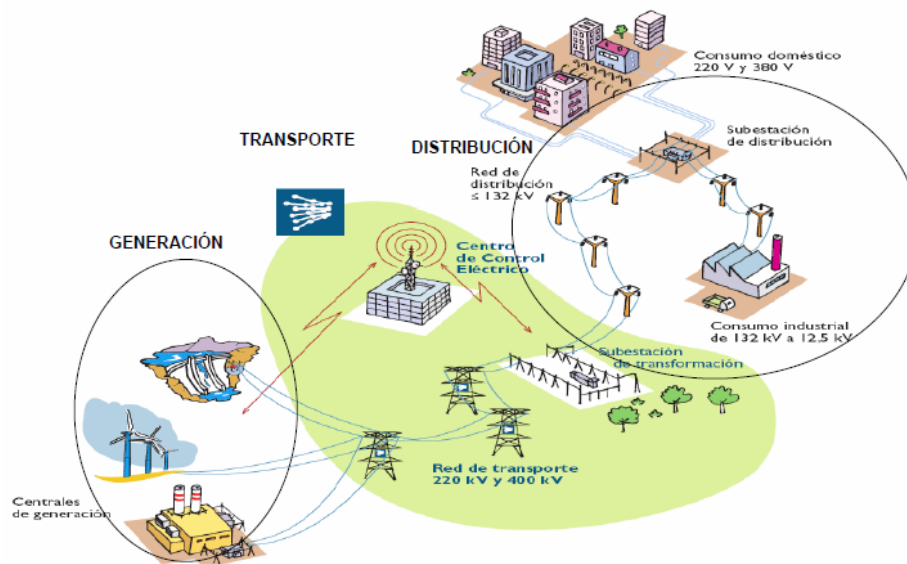 Consumo doméstico
220 V y 380 V
TRANSPORTE
DISTRIBUCIÓN
Subestación
de distribución
Red de
distribución
≤ 132 kV
GENERACIÓN
Centro
de Control
Eléctrico
Consumo industrial
de 132 kV a 12.5 kV
Subestación
de transformación
Red de transporte
220 kV y 400 kV
Centrales
de generación